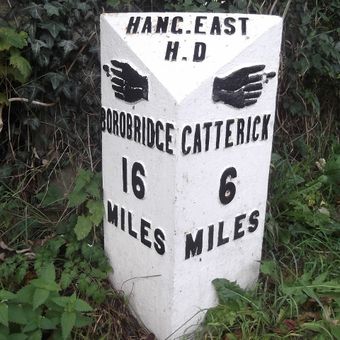 HANG.EAST
H.D
BOROBRIDGE
16
MILES
CATTERICK
6
MILES